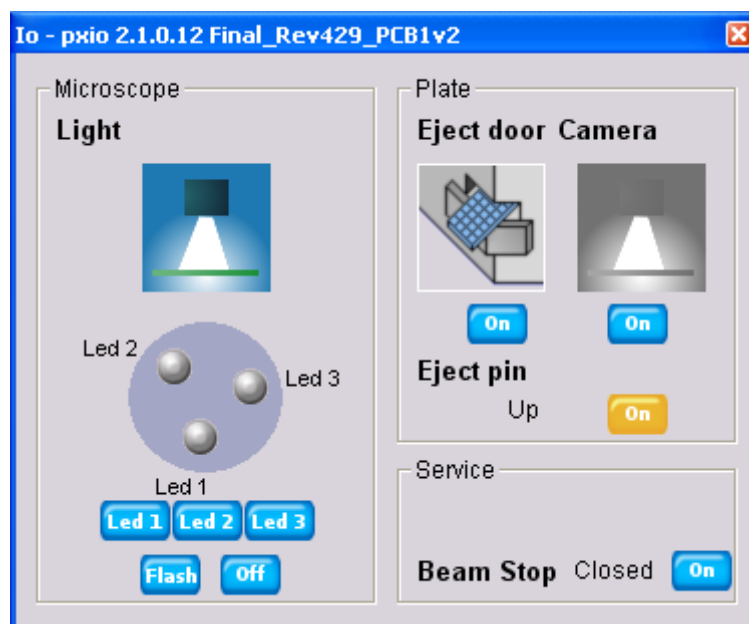 Io - pxio 2.1.0.12 Final_Rev429_PCB1v2
Microscope
Light
Led 2
Led 3
Led 1
Led 1 Led 2 Led 3
Flash Off
Plate
Eject door Camera
On On
Eject pin
Up On
Service
Beam Stop Closed On